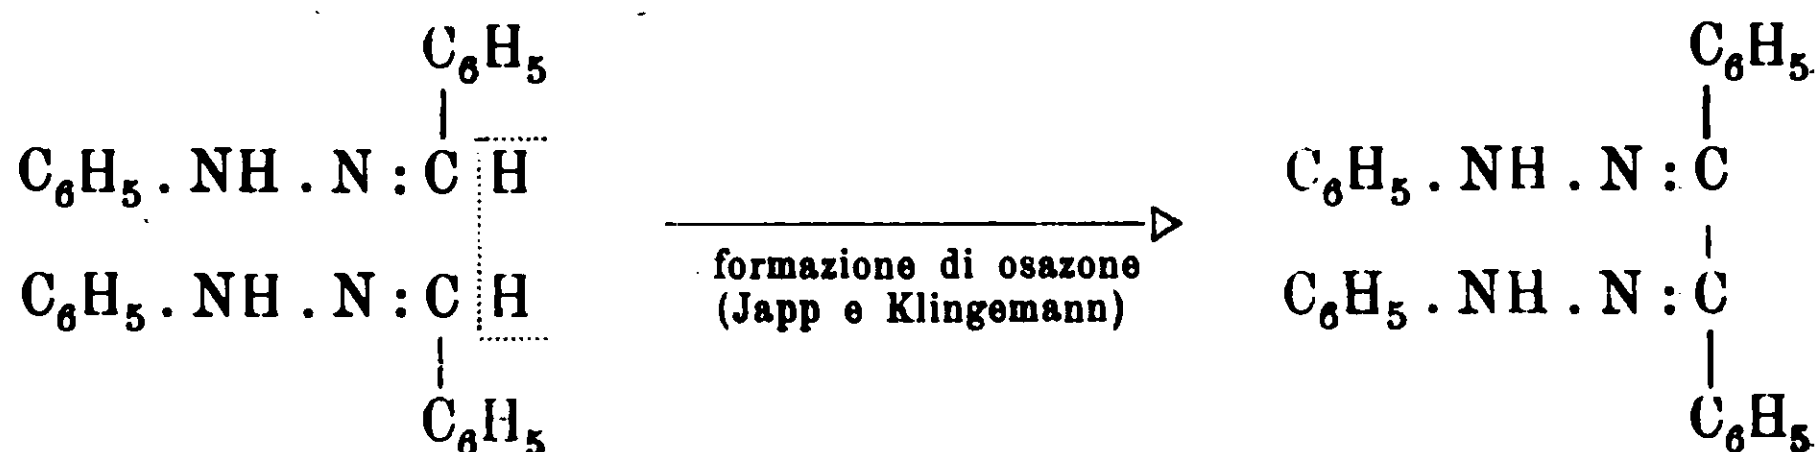 C₆H₅ C₆H₅
C₆H₅ . NH . N : C H C₆H₅ . NH . N : C
C₆H₅ . NH . N : C H C₆H₅ . NH . N : C
formazione di osazone
(Japp e Klingemann)
C₆H₅ C₆H₅